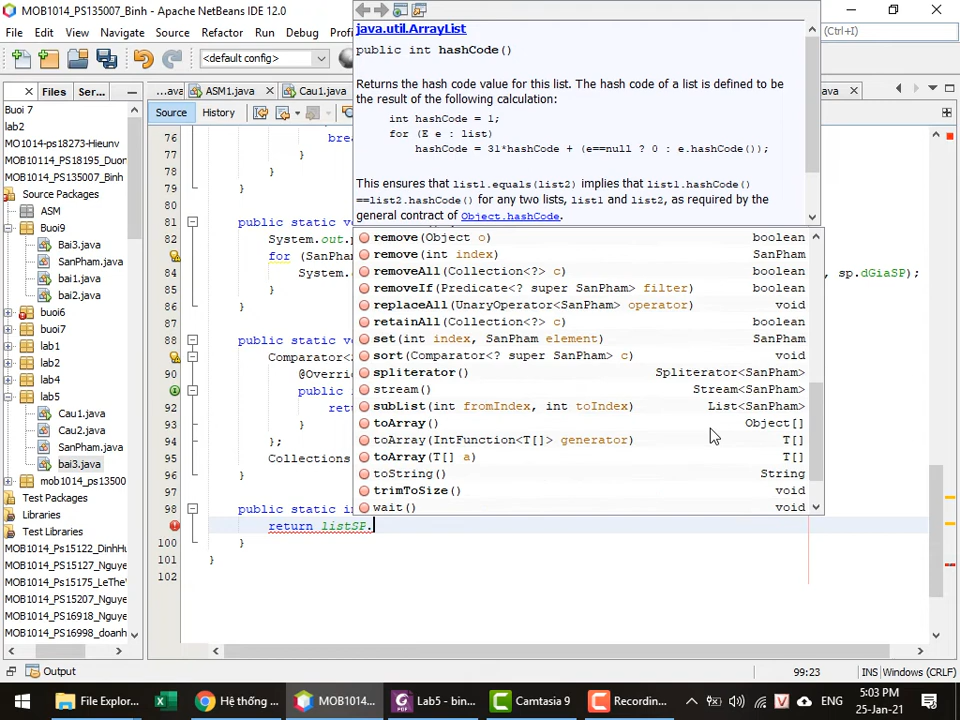 MOB1014_PS135007_Binh - Apache NetBeans IDE 12.0
File Edit View Navigate Source Refactor Run Debug
(Ctrl+I)
<default config>
Files
Ser...
...ava
ASM1.java
Cau1.java
ava
Source
History
Buoi 7
lab2
MO1014-ps18293-Hieuv
MO10110114_PS18195_Duon
MOB1014_PS135007_Binh
Source Packages
ASM
Buoi9
Bai3.java
SanPham.java
bai1.java
bai2.java
buoi6
buoi7
lab1
lab2
lab4
lab5
Cau1.java
Cau2.java
SanPham.java
bai3.java
mob1014_ps13500
Test Packages
Libraries
Test Libraries
MOB1014_Ps15122_DinhHu
MOB1014_PS15127_Nguye
MOB1014_PS15175_LeThe'
MOB1014_PS15207_Nguye
MOB1014_PS16918_Nguye
MOB1014_PS16998_doanh
76 brea
77 }
78 }
79 }
80
81 public static v
82 System.out.p
for (SanPha
84 System. , sp.dGiaSP);
85 }
86 }
87
88 public static v
Comparator<
90 @Overri
public
92 ret
93 }
94 };
95 Collections
96 }
97
98 public static i
return listSP.
100 }
101 }
102
java.util.ArrayList
public int hashCode()
Returns the hash code value for this list. The hash code of a list is defined to be
the result of the following calculation:
int hashCode = 1;
for (E e : list)
hashCode = 31*hashCode + (e==null ? 0 : e.hashCode());
This ensures that list1.equals(list2) implies that list1.hashCode()
==list2.hashCode() for any two lists, list1 and list2, as required by the
general contract of Object.hashCode.
remove(Object o) boolean
remove(int index) SanPham
removeAll(Collection<?> c) boolean
removeIf(Predicate<? super SanPham> filter) boolean
replaceAll(UnaryOperator<SanPham> operator) void
retainAll(Collection<?> c) boolean
set(int index, SanPham element) SanPham
sort(Comparator<? super SanPham> c) void
spliterator() Spliterator<SanPham>
stream() Stream<SanPham>
subList(int fromIndex, int toIndex) List<SanPham>
toArray() Object[]
toArray(IntFunction<T[]> generator) T[]
toArray(T[] a) T[]
toString() String
trimToSize() void
wait() void
Output
99:23
INS
Windows (CRLF)
File Explor...
Hệ thống ...
MOB1014...
Lab5 - bin...
Camtasia 9
Recording...
ENG
5:03 PM
25-Jan-21